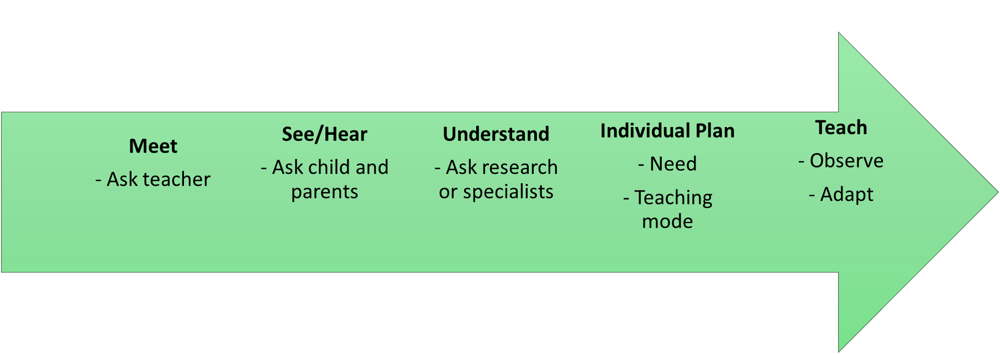 Meet
- Ask teacher
See/Hear
- Ask child and
parents
Understand
- Ask research
or specialists
Individual Plan
- Need
- Teaching
mode
Teach
- Observe
- Adapt